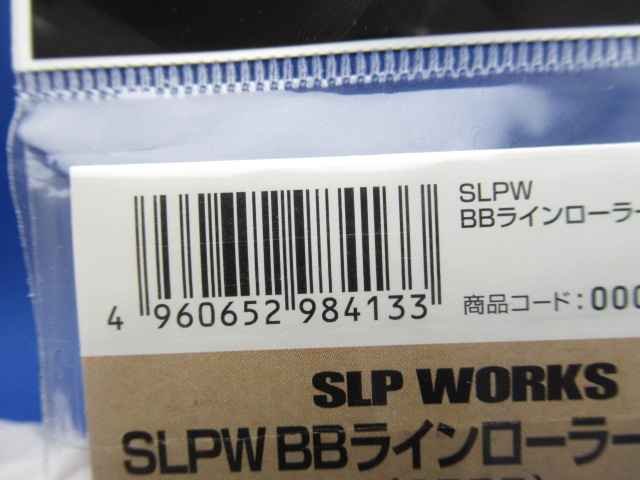 SLPW
BBラインローラー
4 960652 984133
商品コード:000
SLP WORKS
SLPW BBラインローラー